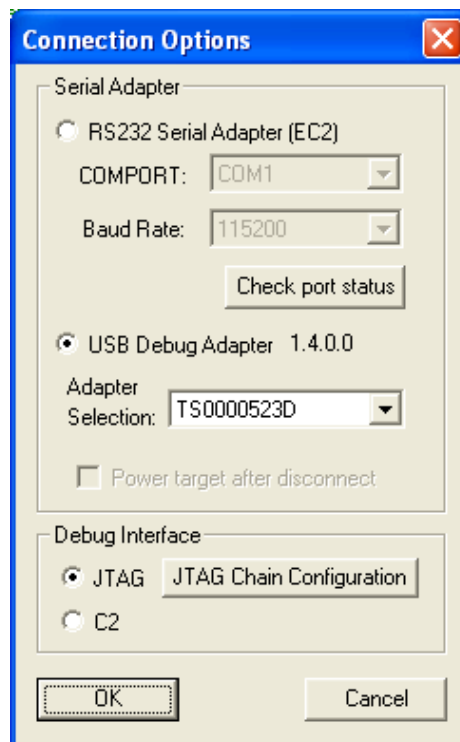 Connection Options
Serial Adapter
RS232 Serial Adapter (EC2)
COMPORT: COM1
Baud Rate: 115200
Check port status
USB Debug Adapter 1.4.0.0
Adapter
Selection: TS0000523D
Power target after disconnect
Debug Interface
JTAG JTAG Chain Configuration
C2
OK Cancel